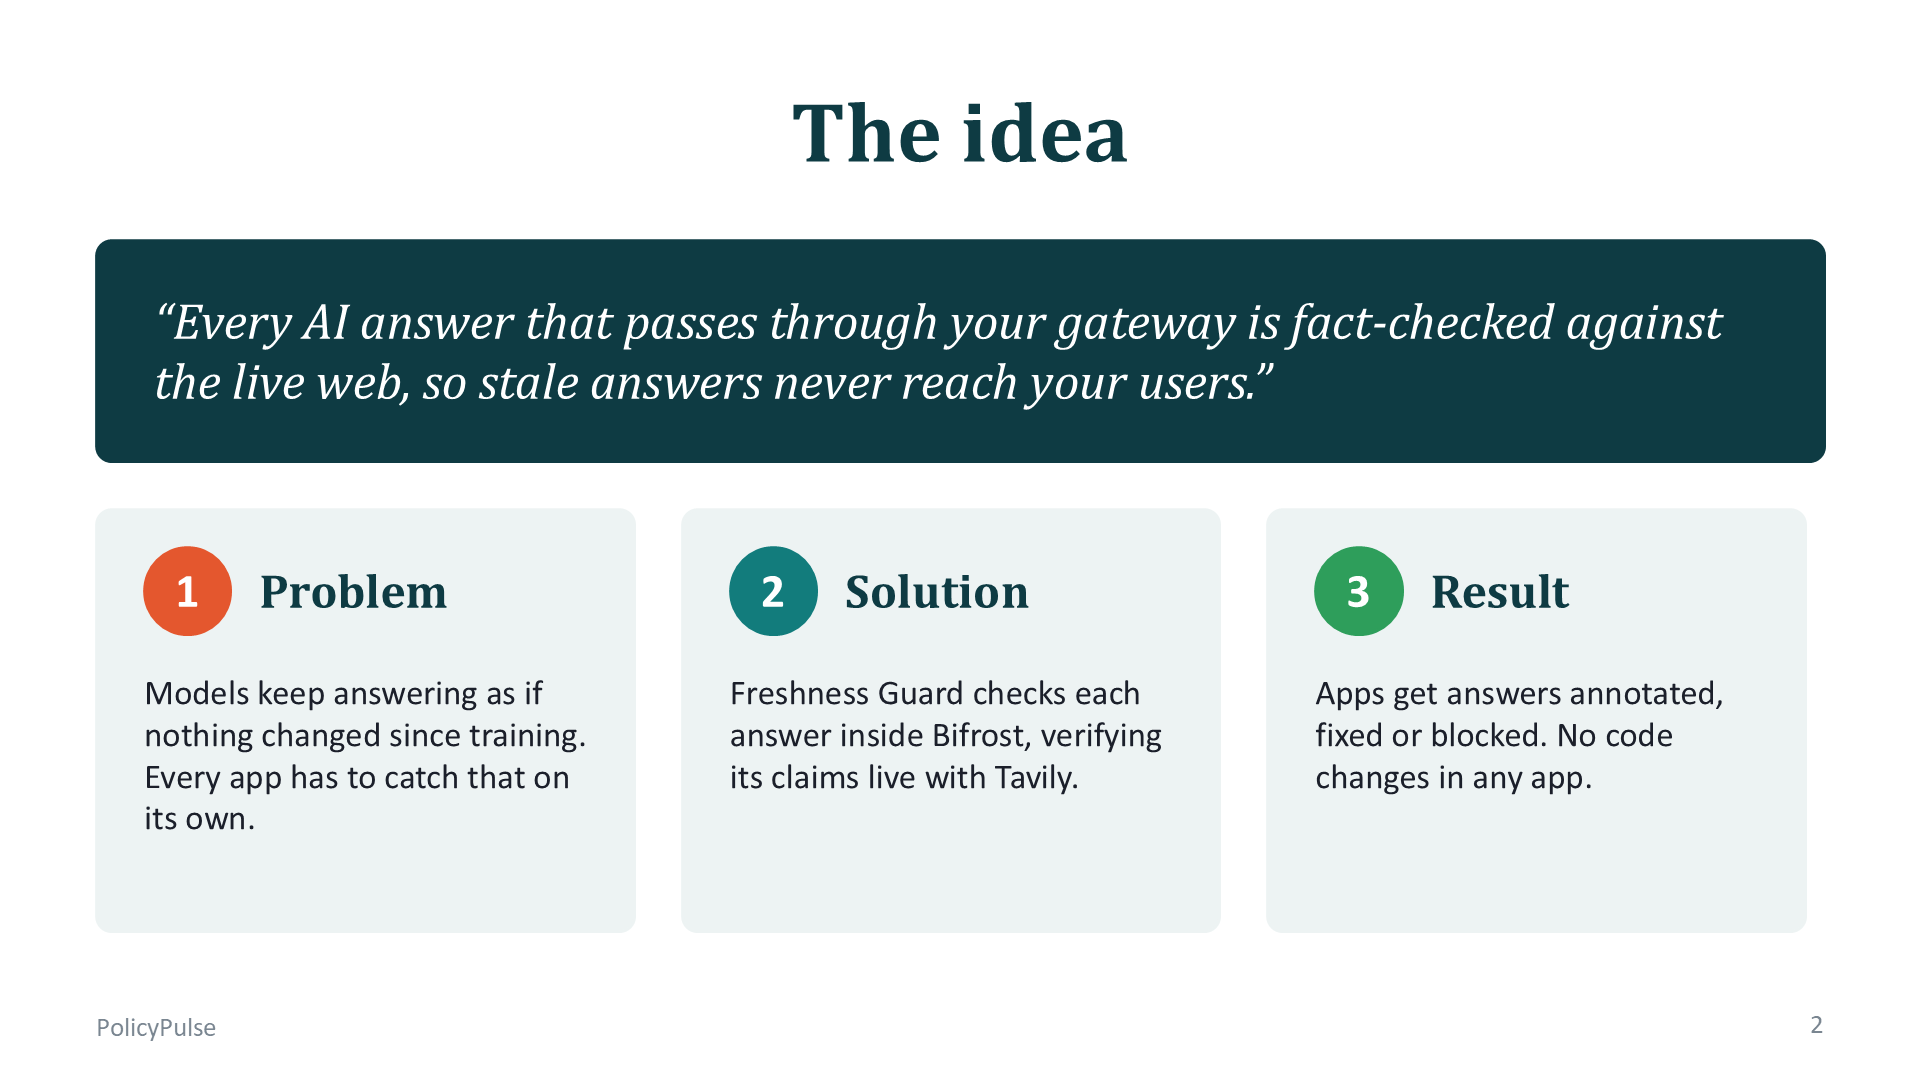 The idea
“Every AI answer that passes through your gateway is fact-checked against
the live web, so stale answers never reach your users.”
1 Problem
Models keep answering as if
nothing changed since training.
Every app has to catch that on
its own.
2 Solution
Freshness Guard checks each
answer inside Bifrost, verifying
its claims live with Tavily.
3 Result
Apps get answers annotated,
fixed or blocked. No code
changes in any app.
PolicyPulse
2